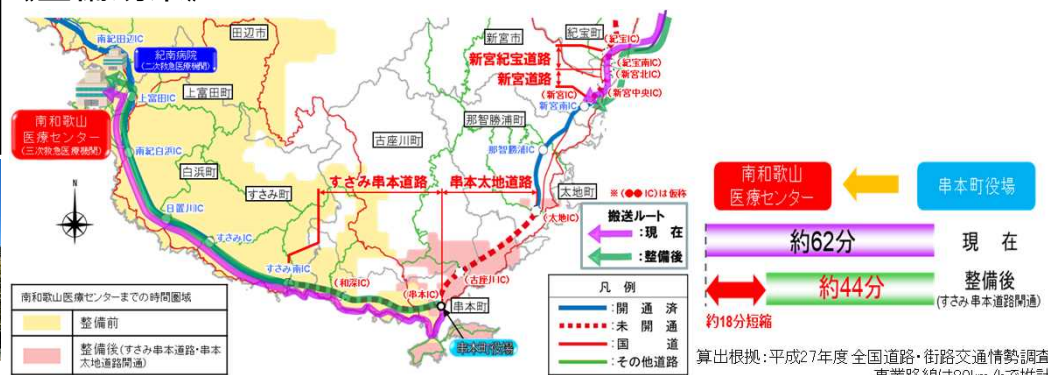 南紀田辺IC
田辺市
紀南病院
(二次救急医療機関)
上富田IC
上富田町
南和歌山
医療センター
(三次救急医療機関)
南紀白浜IC
白浜町
すさみ町
日置川IC
すさみIC
すさみ南IC
(和深IC)
(串本IC)
(古座川IC)
串本町
串本町役場
古座川町
すさみ串本道路
串本太地道路
新宮市
紀宝町
(紀宝IC)
新宮紀宝道路
(紀宝南IC)
新宮道路
(新宮北IC)
(新宮IC)
(新宮中央IC)
新宮南IC
那智勝浦町
那智勝浦IC
太地町
(太地IC)
※(●●IC)は仮称
搬送ルート
:現 在
:整備後
凡 例
:開 通 済
:未 開 通
:国 道
:その他道路
N
南和歌山医療センターまでの時間圏域
整備前
整備後(すさみ串本道路・串本
太地道路開通)
南和歌山
医療センター
串本町役場
約62分
現 在
約44分
整備後
(すさみ串本道路開通)
約18分短縮
算出根拠:平成27年度 全国道路・街路交通情勢調査